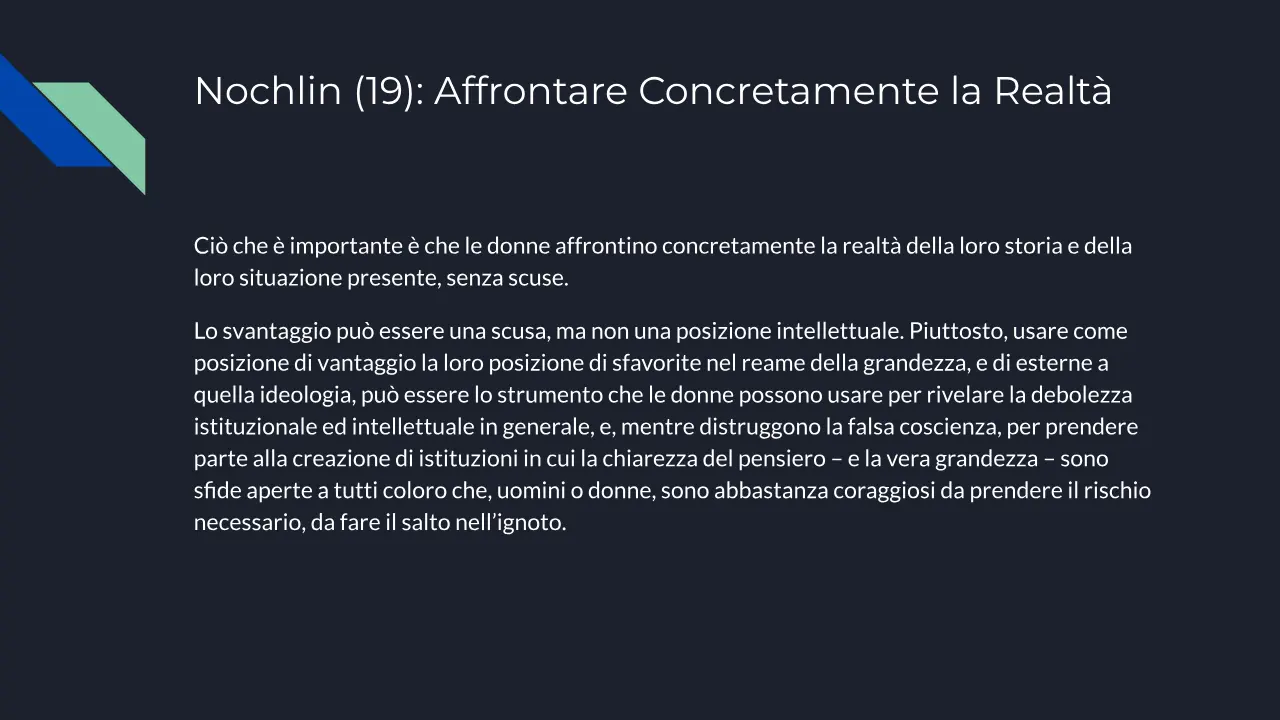 Nochlin (19): Affrontare Concretamente la Realtà
Ciò che è importante è che le donne affrontino concretamente la realtà della loro storia e della
loro situazione presente, senza scuse.
Lo svantaggio può essere una scusa, ma non una posizione intellettuale. Piuttosto, usare come
posizione di vantaggio la loro posizione di sfavorite nel reame della grandezza, e di esterne a
quella ideologia, può essere lo strumento che le donne possono usare per rivelare la debolezza
istituzionale ed intellettuale in generale, e, mentre distruggono la falsa coscienza, per prendere
parte alla creazione di istituzioni in cui la chiarezza del pensiero – e la vera grandezza – sono
sfide aperte a tutti coloro che, uomini o donne, sono abbastanza coraggiosi da prendere il rischio
necessario, da fare il salto nell’ignoto.